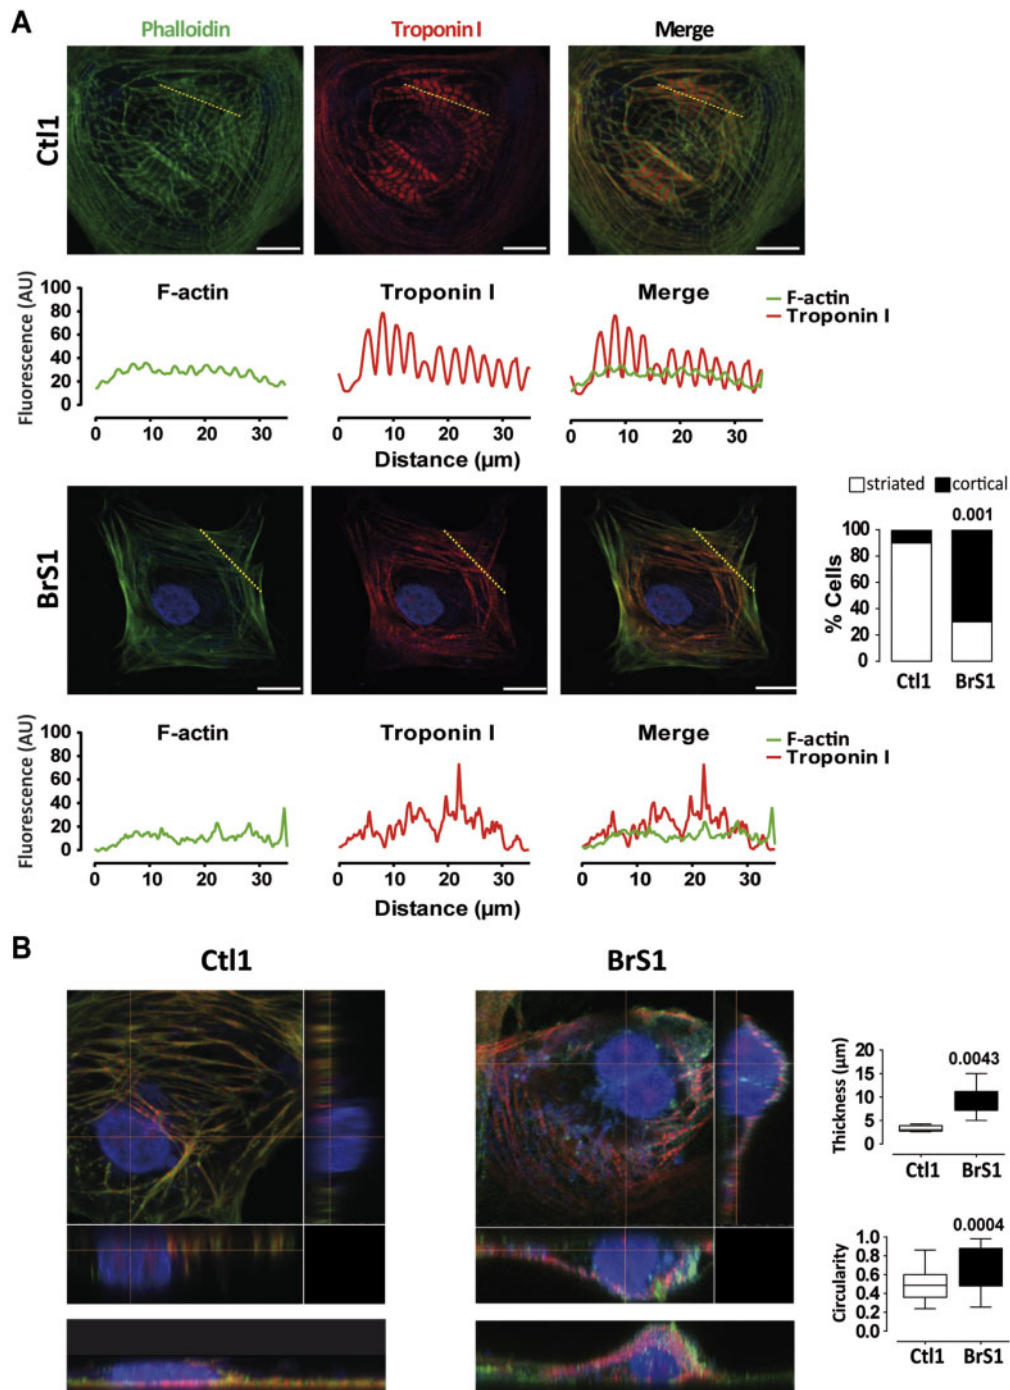 A
Phalloidin Troponin I Merge
Ctl1
Fluorescence (AU)
100
80
60
40
20
0
F-actin Troponin I Merge
F-actin
Troponin I
0 10 20 30 0 10 20 30 0 10 20 30
Distance (µm)
BrS1
striated cortical
0.001
% Cells
100
80
60
40
20
0
Ctl1 BrS1
Fluorescence (AU)
100
80
60
40
20
0
F-actin Troponin I Merge
F-actin
Troponin I
0 10 20 30 0 10 20 30 0 10 20 30
Distance (µm)
B
Ctl1 BrS1
Thickness (µm)
20
15
10
5
0
0.0043
Ctl1 BrS1
Circularity
1.0
0.8
0.6
0.4
0.2
0.0
0.0004
Ctl1 BrS1